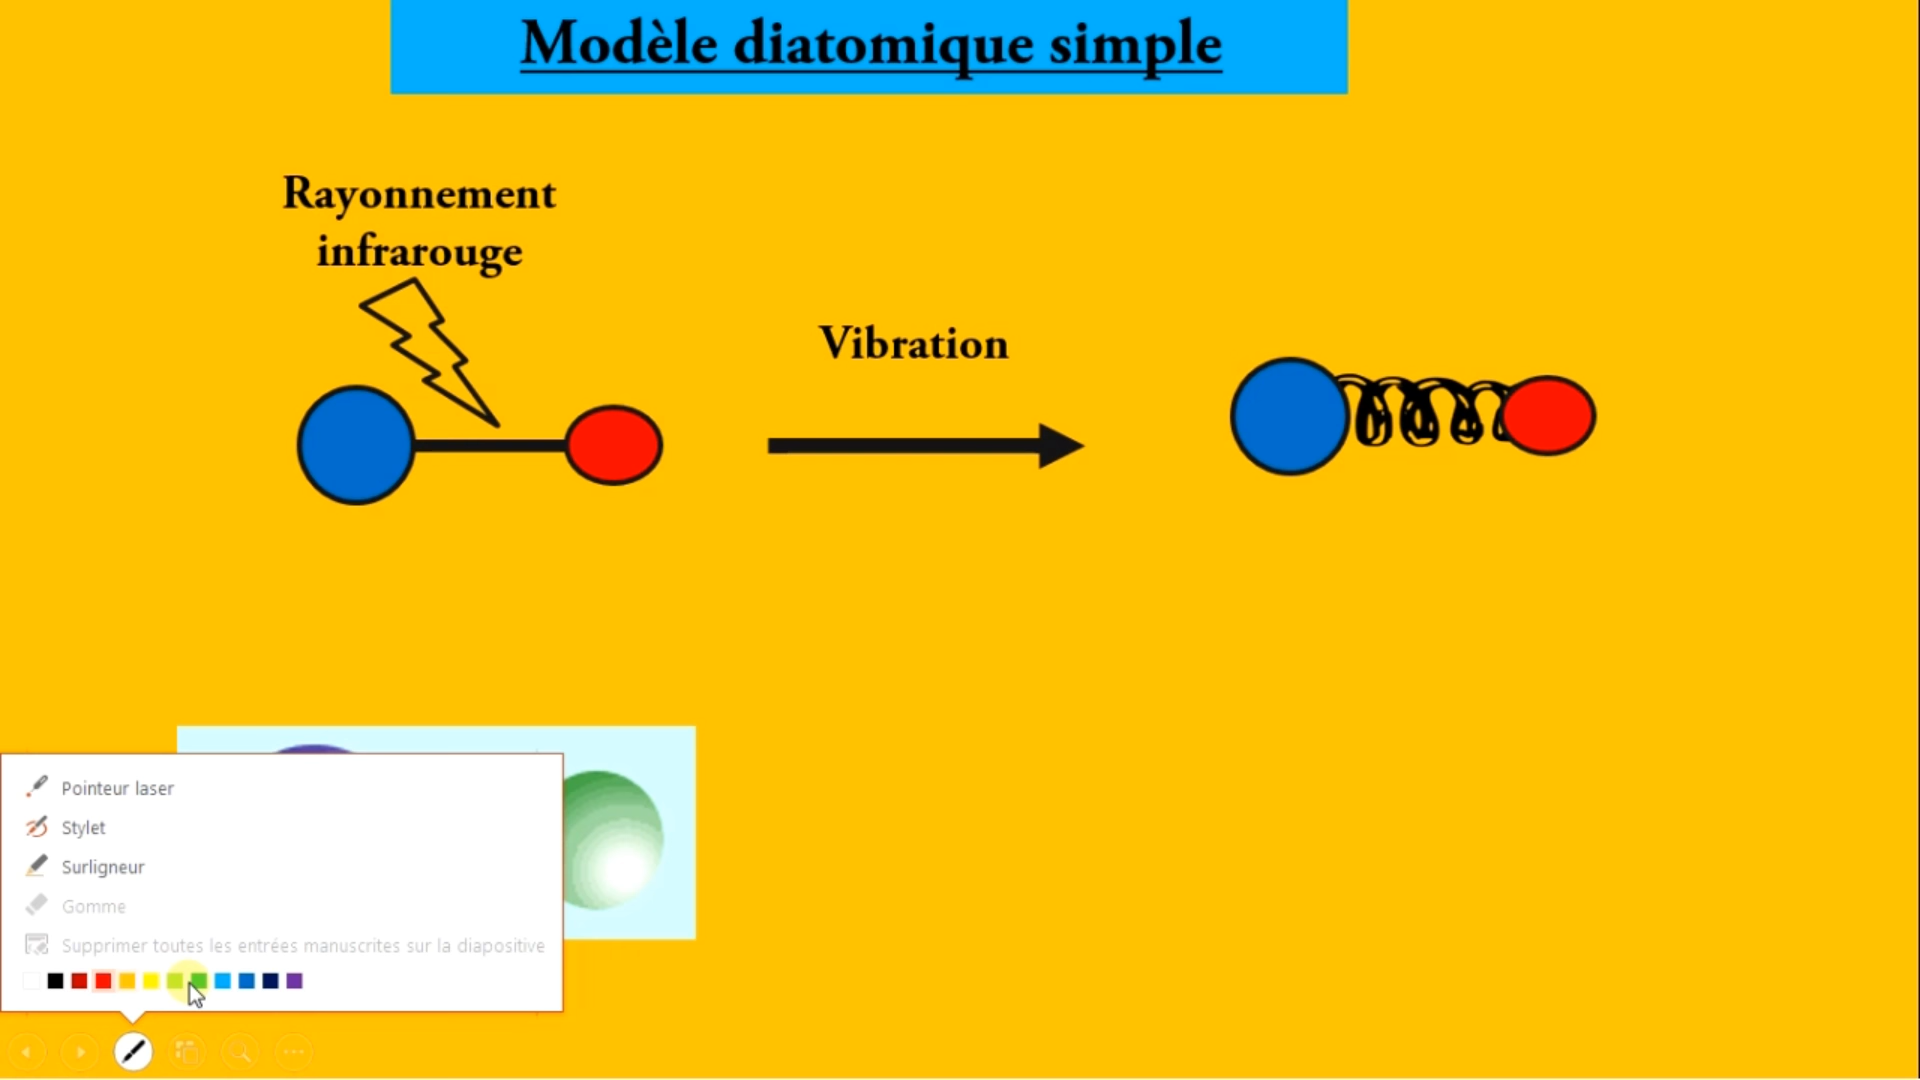 Modèle diatomique simple
Rayonnement
infrarouge
Vibration
Pointeur laser
Stylet
Surligneur
Gomme
Supprimer toutes les entrées manuscrites sur la diapositive